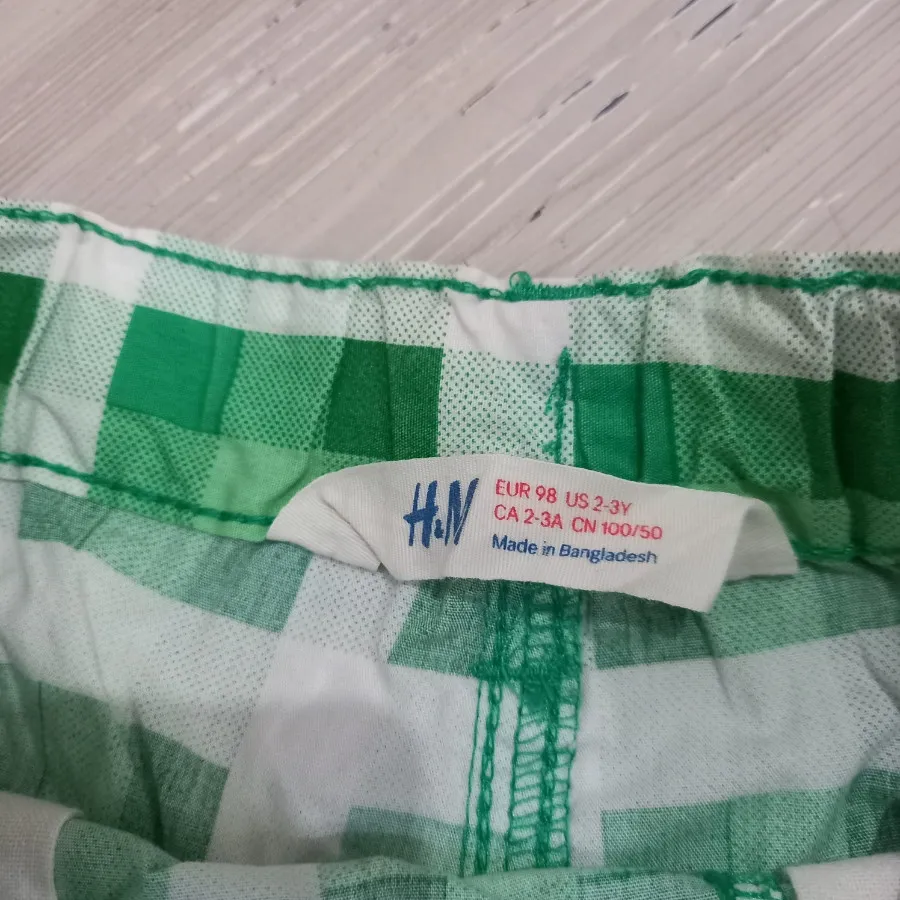 H&M
EUR 98 US 2-3Y
CA 2-3A CN 100/50
Made in Bangladesh